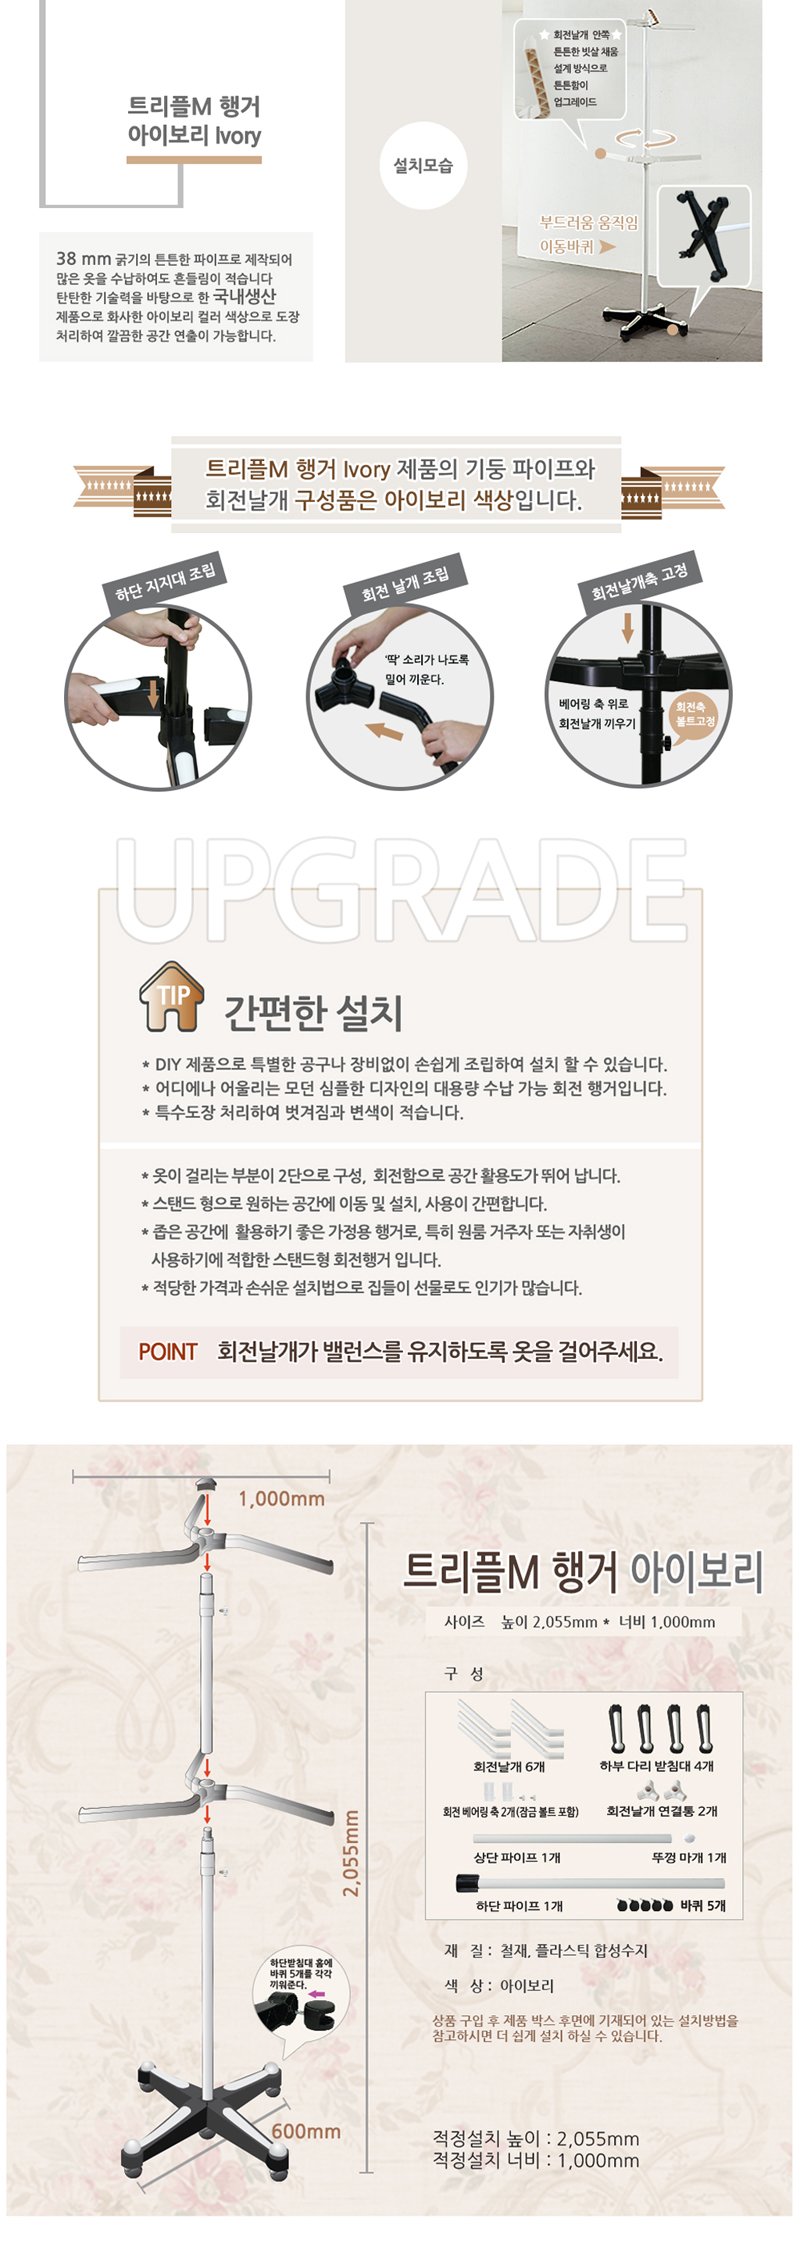 트리플M 행거
아이보리 Ivory
38 mm 굵기의 튼튼한 파이프로 제작되어
많은 옷을 수납하여도 흔들림이 적습니다
탄탄한 기술력을 바탕으로 한 국내생산
제품으로 화사한 아이보리 컬러 색상으로 도장
처리하여 깔끔한 공간 연출이 가능합니다.
설치모습
회전날개 안쪽
튼튼한 빗살 채움
설계 방식으로
튼튼함이
업그레이드
부드러움 움직임
이동바퀴
트리플M 행거 Ivory 제품의 기둥 파이프와
회전날개 구성품은 아이보리 색상입니다.
하단 지지대 조립
회전 날개 조립
'딱' 소리가 나도록
밀어 끼운다.
회전날개축 고정
베어링 축 위로
회전날개 끼우기
회전축
볼트고정
UPGRADE
TIP
간편한 설치
* DIY 제품으로 특별한 공구나 장비없이 손쉽게 조립하여 설치 할 수 있습니다.
* 어디에나 어울리는 모던 심플한 디자인의 대용량 수납 가능 회전 행거입니다.
* 특수도장 처리하여 벗겨짐과 변색이 적습니다.
* 옷이 걸리는 부분이 2단으로 구성, 회전함으로 공간 활용도가 뛰어 납니다.
* 스탠드 형으로 원하는 공간에 이동 및 설치, 사용이 간편합니다.
* 좁은 공간에 활용하기 좋은 가정용 행거로, 특히 원룸 거주자 또는 자취생이
사용하기에 적합한 스탠드형 회전행거 입니다.
* 적당한 가격과 손쉬운 설치법으로 집들이 선물로도 인기가 많습니다.
POINT 회전날개가 밸런스를 유지하도록 옷을 걸어주세요.
1,000mm
2,055mm
하단받침대 홈에
바퀴 5개를 각각
끼워준다.
600mm
트리플M 행거 아이보리
사이즈 높이 2,055mm * 너비 1,000mm
구 성
회전날개 6개
하부 다리 받침대 4개
회전 베어링 축 2개 (잠금 볼트 포함)
회전날개 연결통 2개
상단 파이프 1개
뚜껑 마개 1개
하단 파이프 1개
바퀴 5개
재 질 : 철재, 플라스틱 합성수지
색 상 : 아이보리
상품 구입 후 제품 박스 후면에 기재되어 있는 설치방법을
참고하시면 더 쉽게 설치 하실 수 있습니다.
적정설치 높이 : 2,055mm
적정설치 너비 : 1,000mm